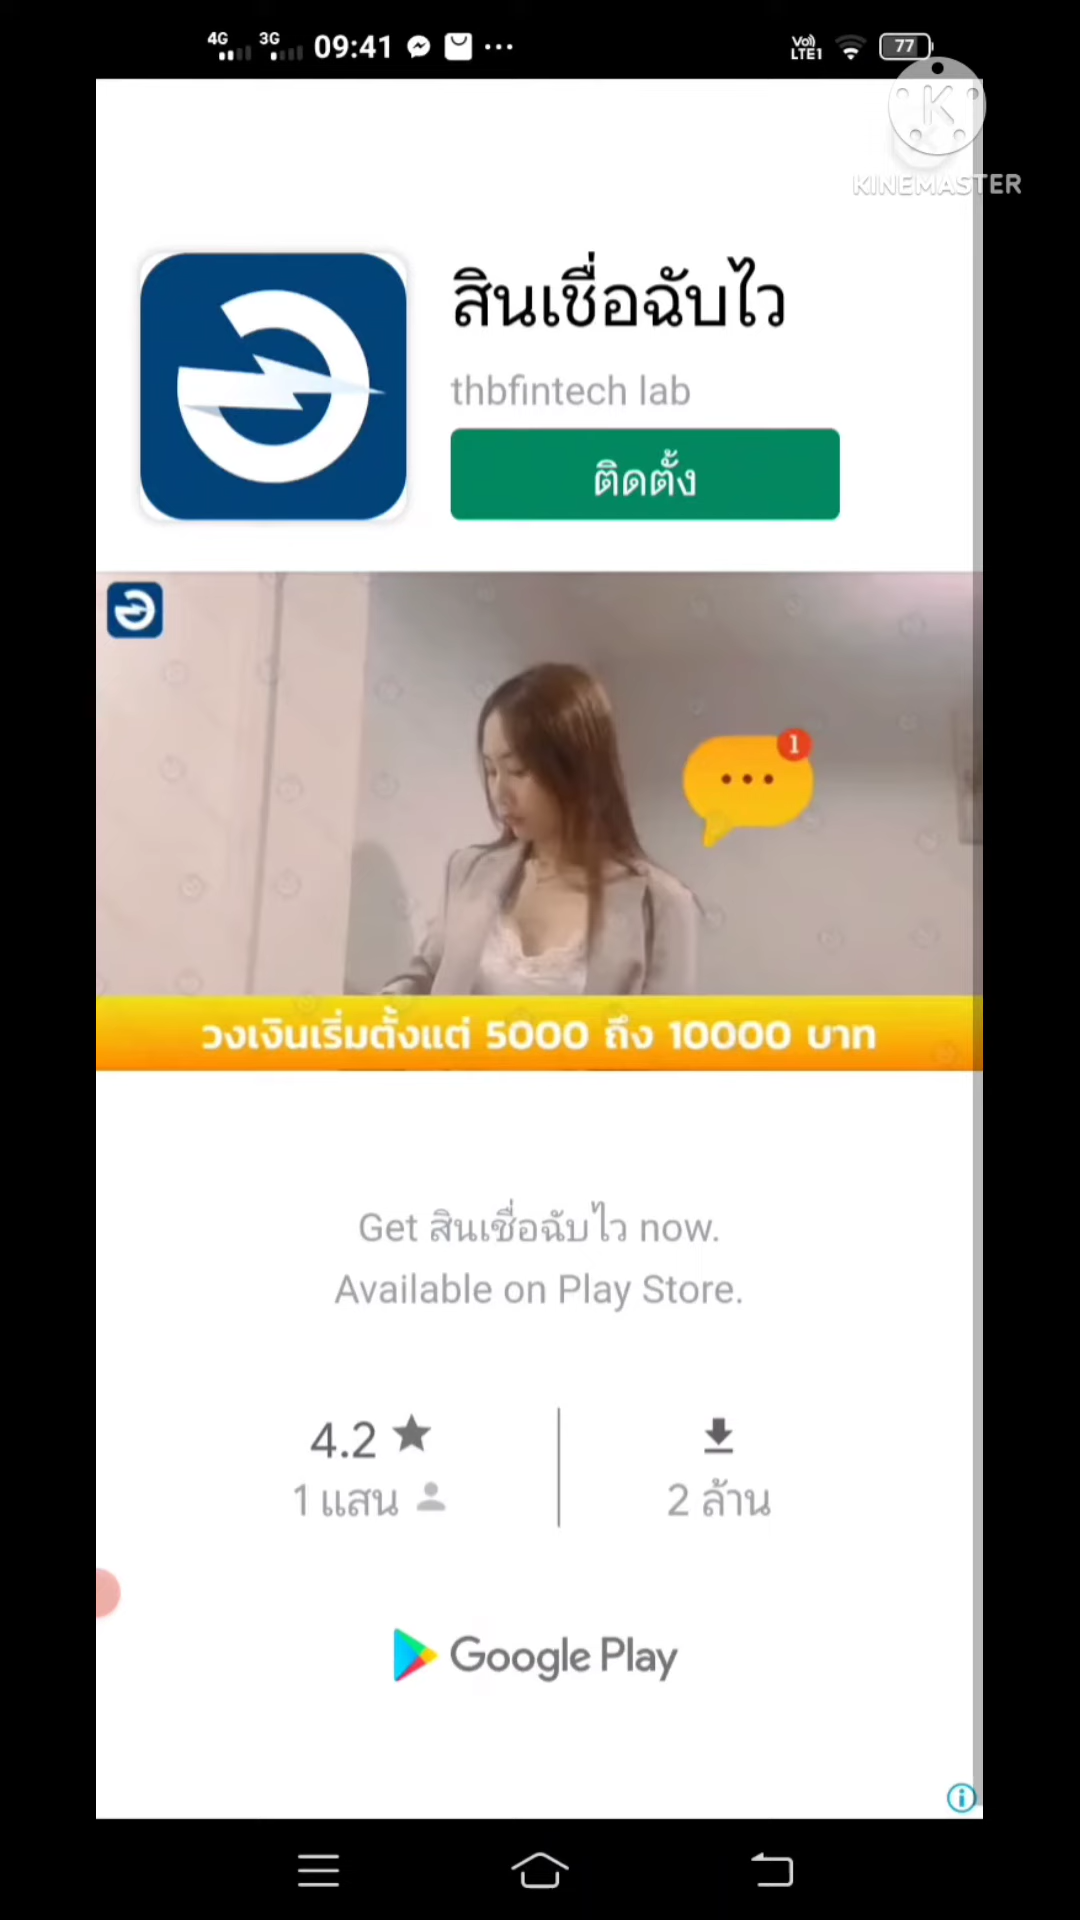 4G 3G 09:41 Vo) LTE1 77
K
KINEMASTER
สินเชื่อฉับไว
thbfintech lab
ติดตั้ง
1
วงเงินเริ่มตั้งแต่ 5000 ถึง 10000 บาท
Get สินเชื่อฉับไว now.
Available on Play Store.
4.2
1 แสน
2 ล้าน
Google Play